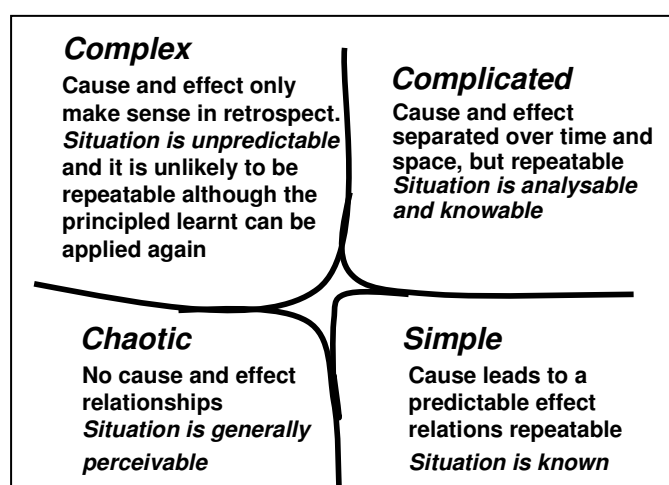 Complex
Cause and effect only
make sense in retrospect.
Situation is unpredictable
and it is unlikely to be
repeatable although the
principled learnt can be
applied again
Complicated
Cause and effect
separated over time and
space, but repeatable
Situation is analysable
and knowable
Chaotic
No cause and effect
relationships
Situation is generally
perceivable
Simple
Cause leads to a
predictable effect
relations repeatable
Situation is known